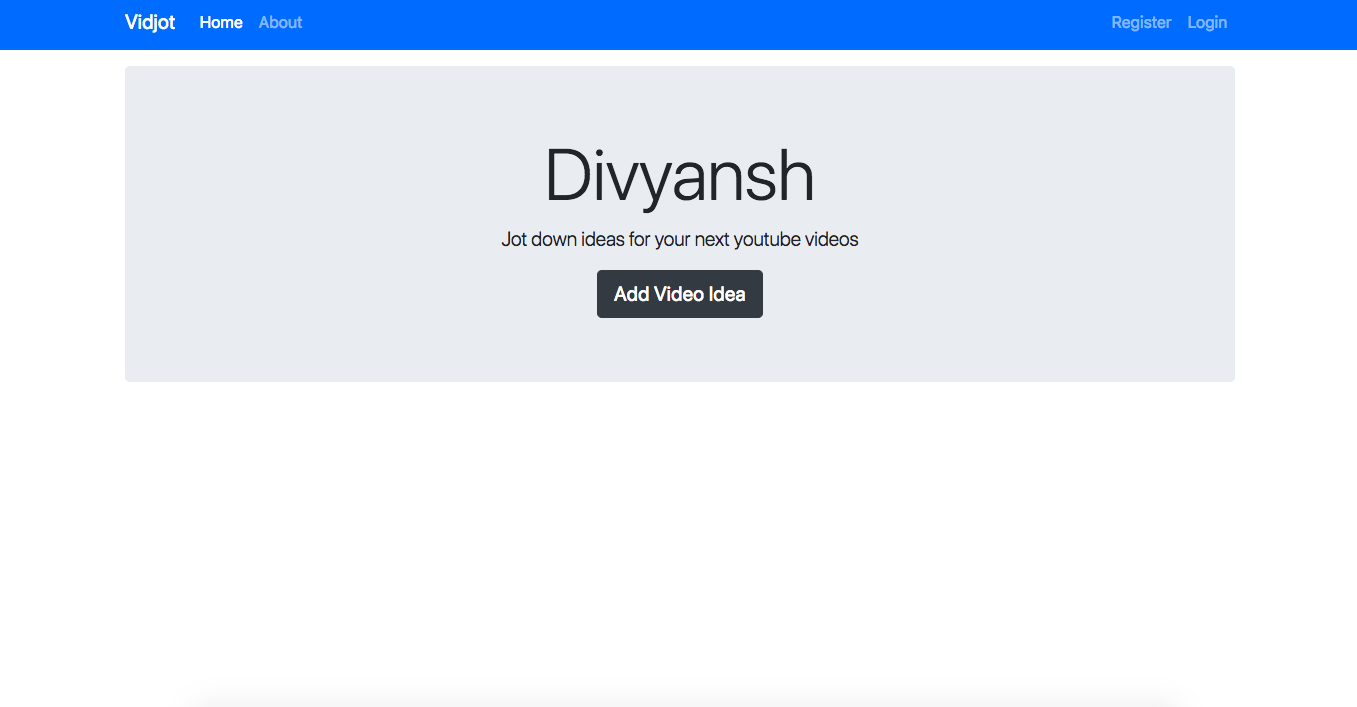 Vidjot Home About Register Login
Divyansh
Jot down ideas for your next youtube videos
Add Video Idea